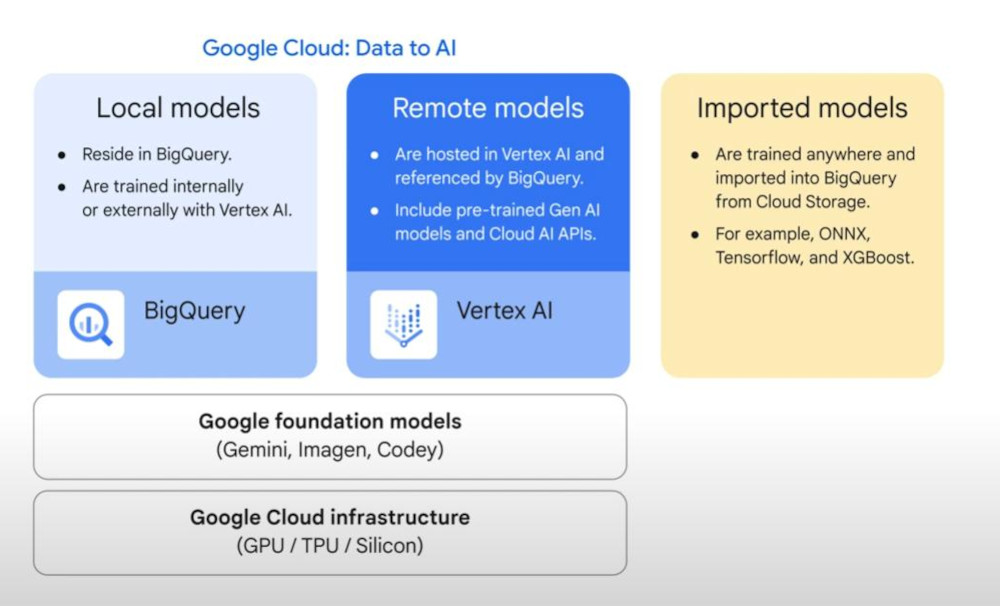 Google Cloud: Data to AI
Local models
● Reside in BigQuery.
● Are trained internally
or externally with Vertex AI.
BigQuery
Remote models
● Are hosted in Vertex AI and
referenced by BigQuery.
● Include pre-trained Gen AI
models and Cloud AI APIs.
Vertex AI
Imported models
● Are trained anywhere and
imported into BigQuery
from Cloud Storage.
● For example, ONNX,
Tensorflow, and XGBoost.
Google foundation models
(Gemini, Imagen, Codey)
Google Cloud infrastructure
(GPU / TPU / Silicon)